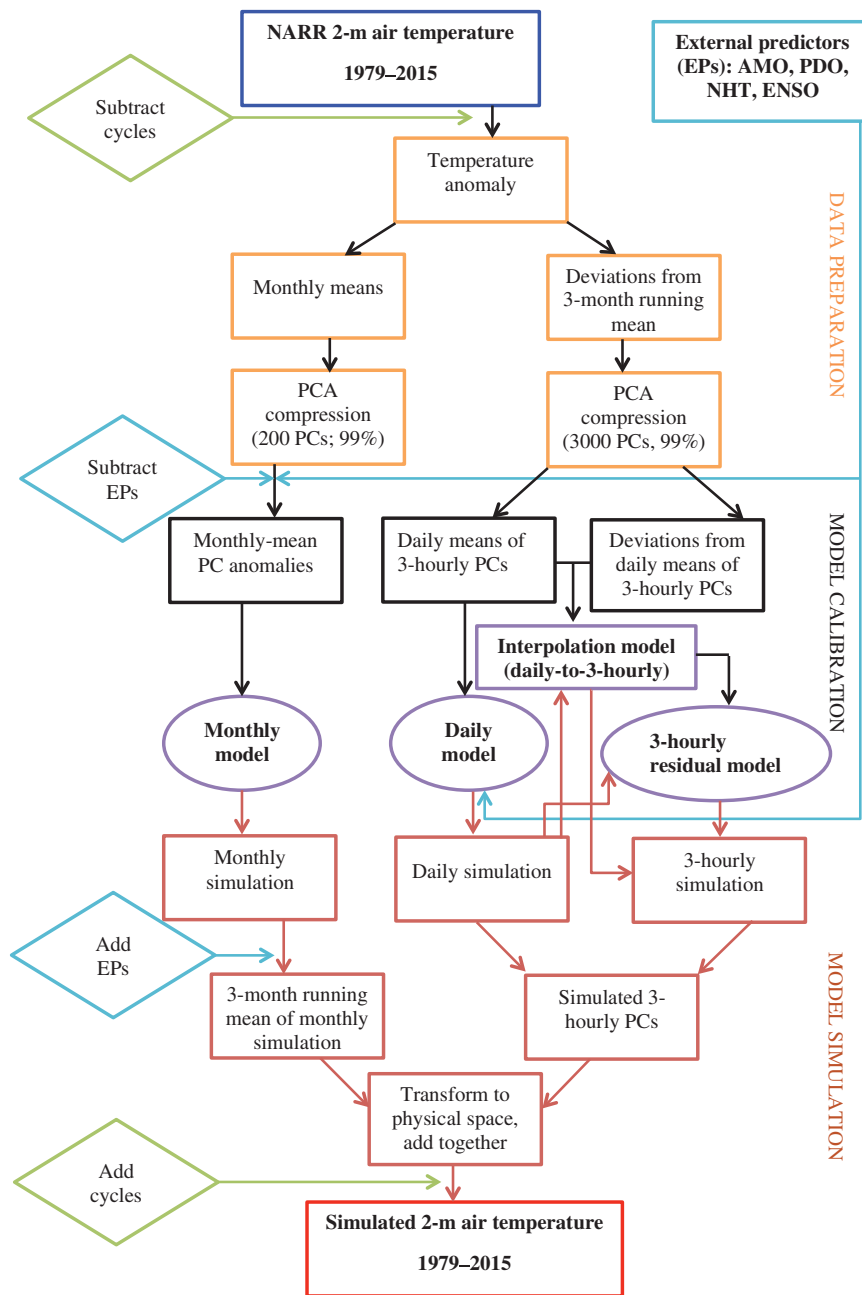 NARR 2-m air temperature
1979–2015
External predictors
(EPs): AMO, PDO,
NHT, ENSO
Subtract
cycles
Temperature
anomaly
DATA PREPARATION
Monthly means
Deviations from
3-month running
mean
PCA
compression
(200 PCs; 99%)
PCA
compression
(3000 PCs, 99%)
Subtract
EPs
Monthly-mean
PC anomalies
Daily means of
3-hourly PCs
Deviations from
daily means of
3-hourly PCs
MODEL CALIBRATION
Interpolation model
(daily-to-3-hourly)
Monthly
model
Daily
model
3-hourly
residual model
Monthly
simulation
Daily simulation
3-hourly
simulation
Add
EPs
3-month running
mean of monthly
simulation
Simulated 3-
hourly PCs
MODEL SIMULATION
Transform to
physical space,
add together
Add
cycles
Simulated 2-m air temperature
1979–2015